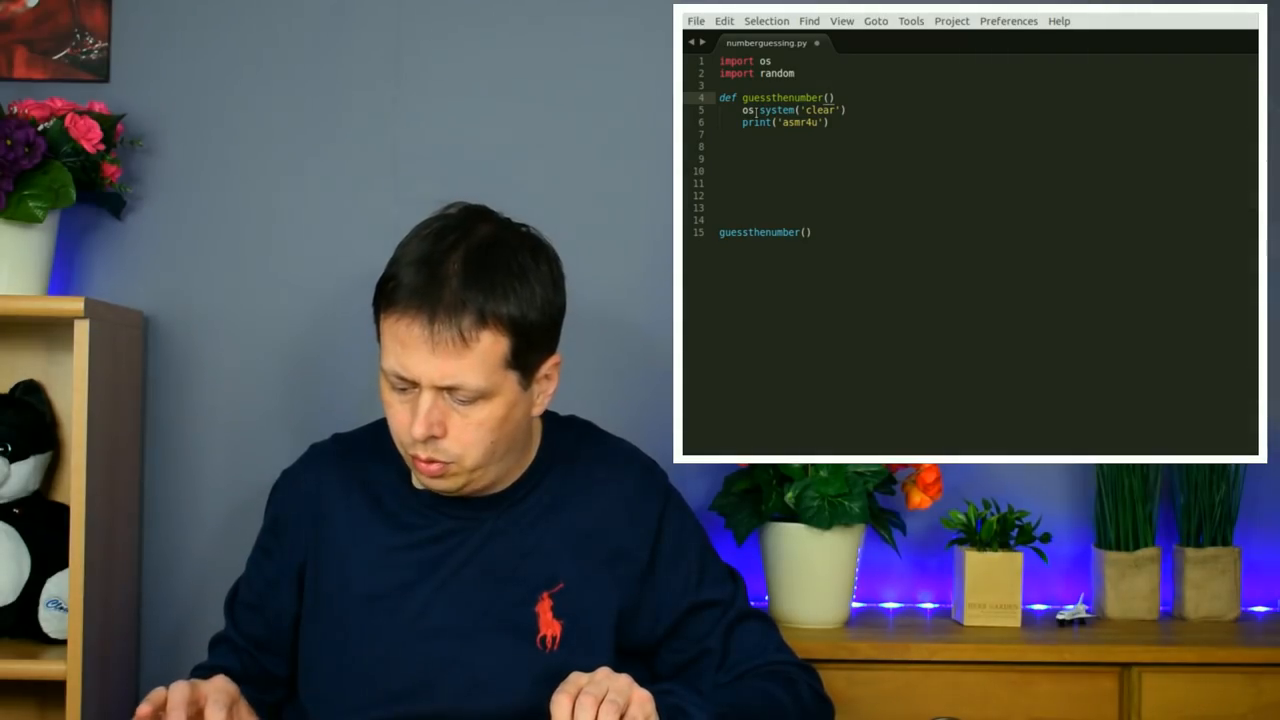 File Edit Selection Find View Goto Tools Project Preferences Help
numberguessing.py
1 import os
2 import random
3
4 def guessthenumber()
5 os.system('clear')
6 print('asmr4u')
7
8
9
10
11
12
13
14
15 guessthenumber()
HERB GARDEN